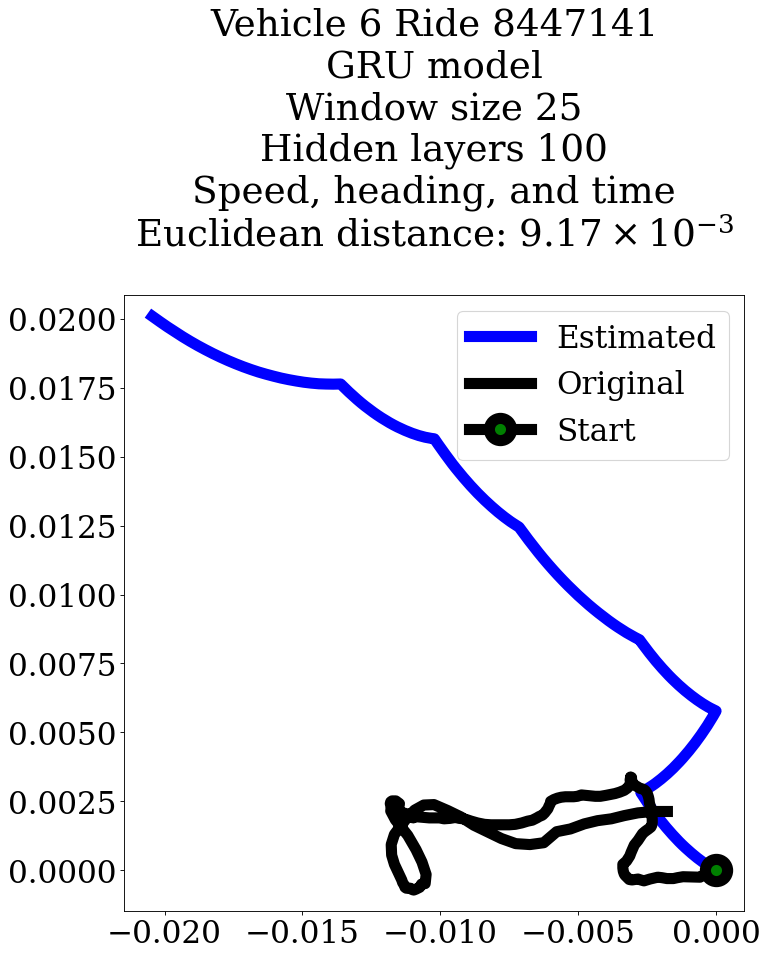 Vehicle 6 Ride 8447141
GRU model
Window size 25
Hidden layers 100
Speed, heading, and time
Euclidean distance: 9.17 × 10⁻³
Estimated
Original
Start
0.0200
0.0175
0.0150
0.0125
0.0100
0.0075
0.0050
0.0025
0.0000
−0.020 −0.015 −0.010 −0.005 0.000